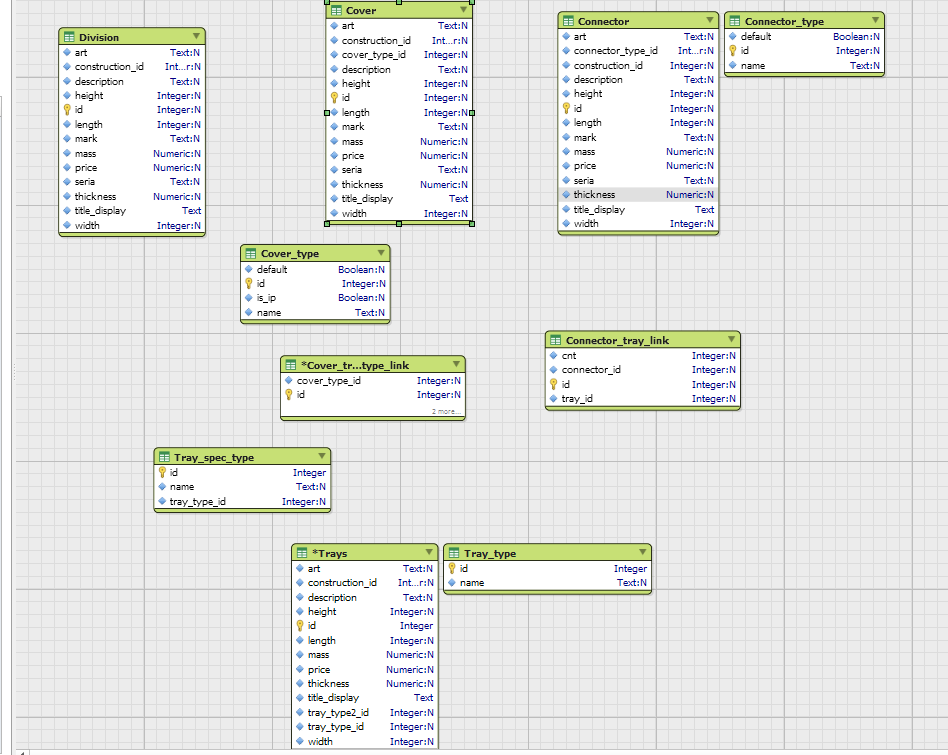 Division
art Text:N
construction_id Int...r:N
description Text:N
height Integer:N
id Integer:N
length Integer:N
mark Text:N
mass Numeric:N
price Numeric:N
seria Text:N
thickness Numeric:N
title_display Text
width Integer:N
Cover
art Text:N
construction_id Int...r:N
cover_type_id Integer:N
description Text:N
height Integer:N
id Integer:N
length Integer:N
mark Text:N
mass Numeric:N
price Numeric:N
seria Text:N
thickness Numeric:N
title_display Text
width Integer:N
Connector
art Text:N
connector_type_id Int...r:N
construction_id Integer:N
description Text:N
height Integer:N
id Integer:N
length Integer:N
mark Text:N
mass Numeric:N
price Numeric:N
seria Text:N
thickness Numeric:N
title_display Text
width Integer:N
Connector_type
default Boolean:N
id Integer:N
name Text:N
Cover_type
default Boolean:N
id Integer:N
is_ip Boolean:N
name Text:N
*Cover_tr...type_link
cover_type_id Integer:N
id Integer:N
2 more...
Connector_tray_link
cnt Integer:N
connector_id Integer:N
id Integer:N
tray_id Integer:N
Tray_spec_type
id Integer
name Text:N
tray_type_id Integer:N
*Trays
art Text:N
construction_id Int...r:N
description Text:N
height Integer:N
id Integer
length Integer:N
mass Numeric:N
price Numeric:N
thickness Numeric:N
title_display Text
tray_type2_id Integer:N
tray_type_id Integer:N
width Integer:N
Tray_type
id Integer
name Text:N